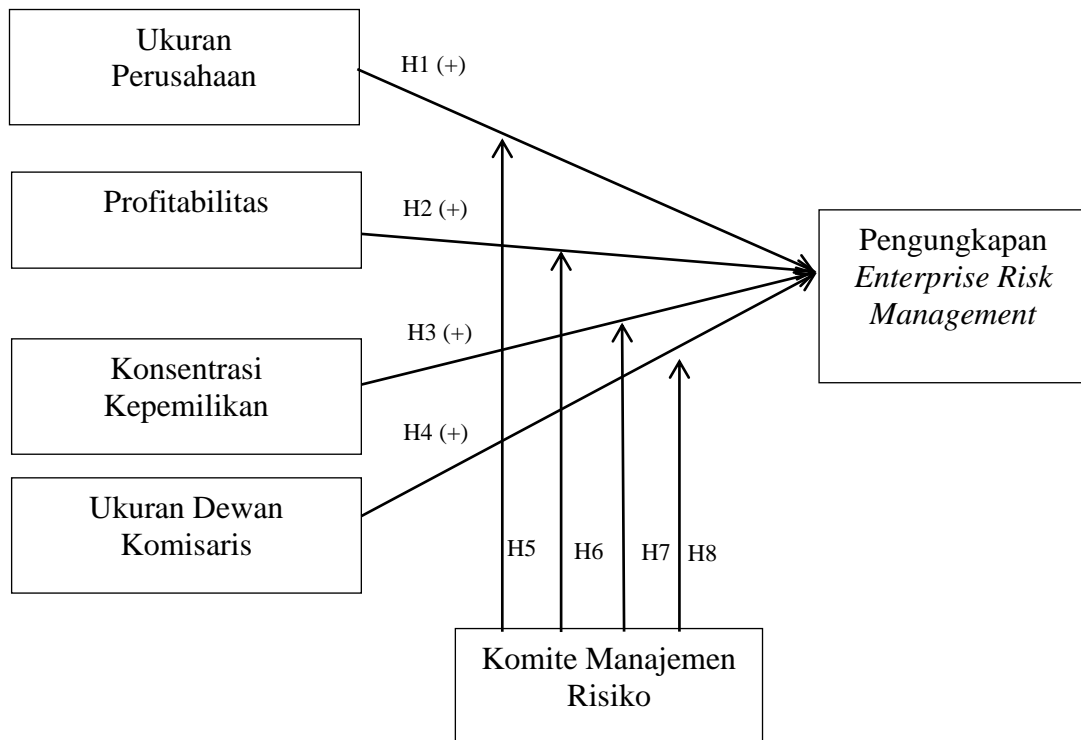 Ukuran
Perusahaan
H1 (+)
Profitabilitas
H2 (+)
Pengungkapan
Enterprise Risk
Management
H3 (+)
Konsentrasi
Kepemilikan
H4 (+)
Ukuran Dewan
Komisaris
H5
H6
H7
H8
Komite Manajemen
Risiko